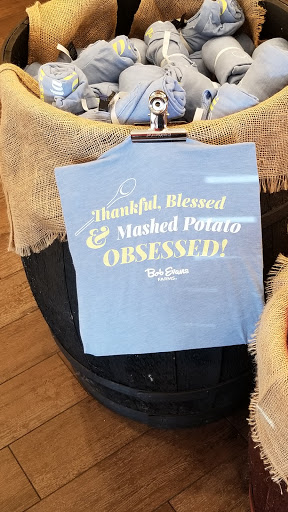 Thankful, Blessed
& Mashed Potato
OBSESSED!
Bob Evans
FARMS